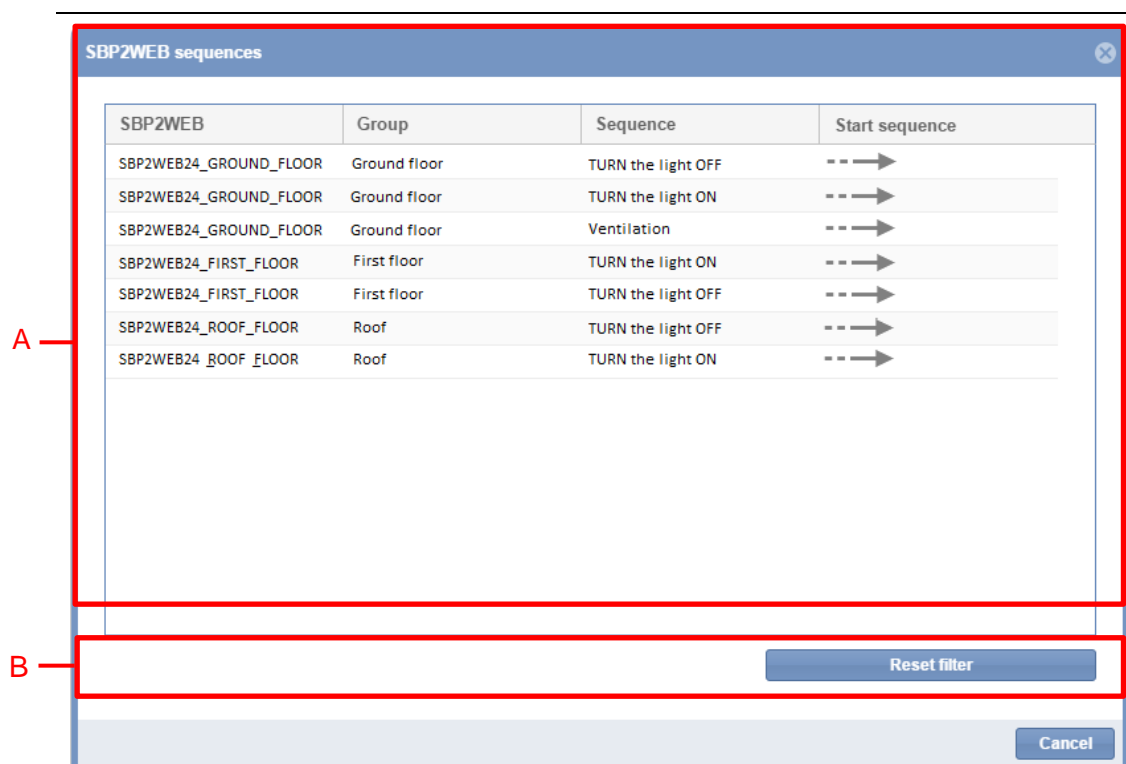 SBP2WEB sequences
SBP2WEB Group Sequence Start sequence
SBP2WEB24_GROUND_FLOOR Ground floor TURN the light OFF
SBP2WEB24_GROUND_FLOOR Ground floor TURN the light ON
SBP2WEB24_GROUND_FLOOR Ground floor Ventilation
SBP2WEB24_FIRST_FLOOR First floor TURN the light ON
SBP2WEB24_FIRST_FLOOR First floor TURN the light OFF
SBP2WEB24_ROOF_FLOOR Roof TURN the light OFF
A
SBP2WEB24_ROOF_FLOOR Roof TURN the light ON
B
Reset filter
Cancel